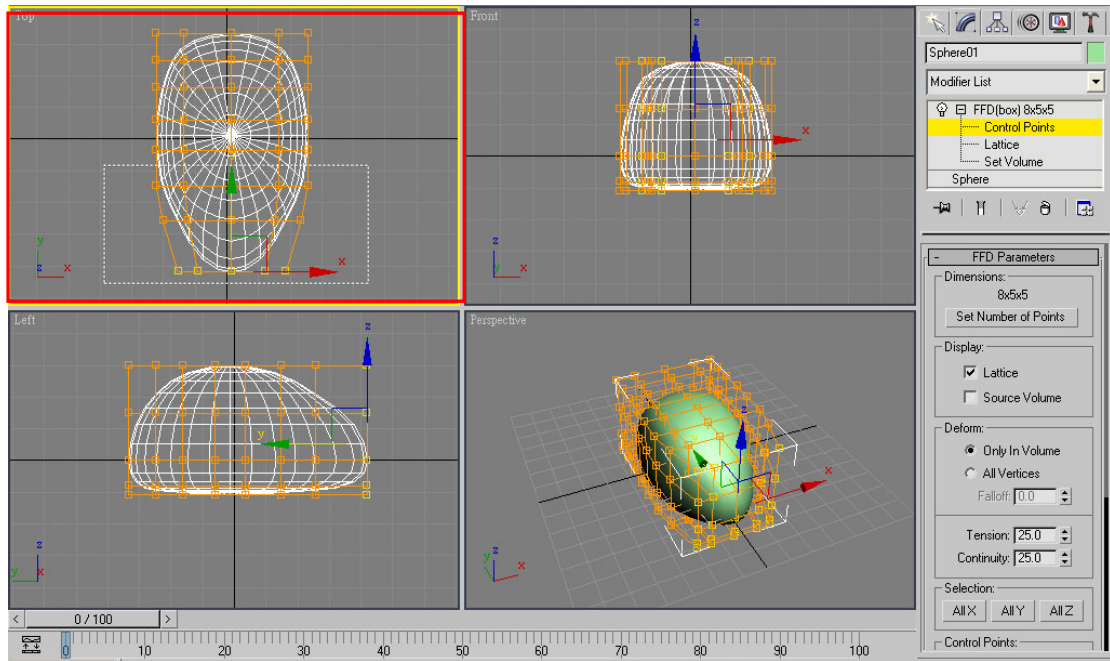 Top
y
z
x
x
Front
z
x
z
y
x
Left
z
y
z
y
x
Perspective
z
y
x
z
y
x
0 / 100
0
10
20
30
40
50
60
70
80
90
100
Sphere01
Modifier List
FFD(box) 8x5x5
Control Points
Lattice
Set Volume
Sphere
FFD Parameters
Dimensions:
8x5x5
Set Number of Points
Display:
Lattice
Source Volume
Deform:
Only In Volume
All Vertices
Falloff: 0.0
Tension: 25.0
Continuity: 25.0
Selection:
All X All Y All Z
Control Points: